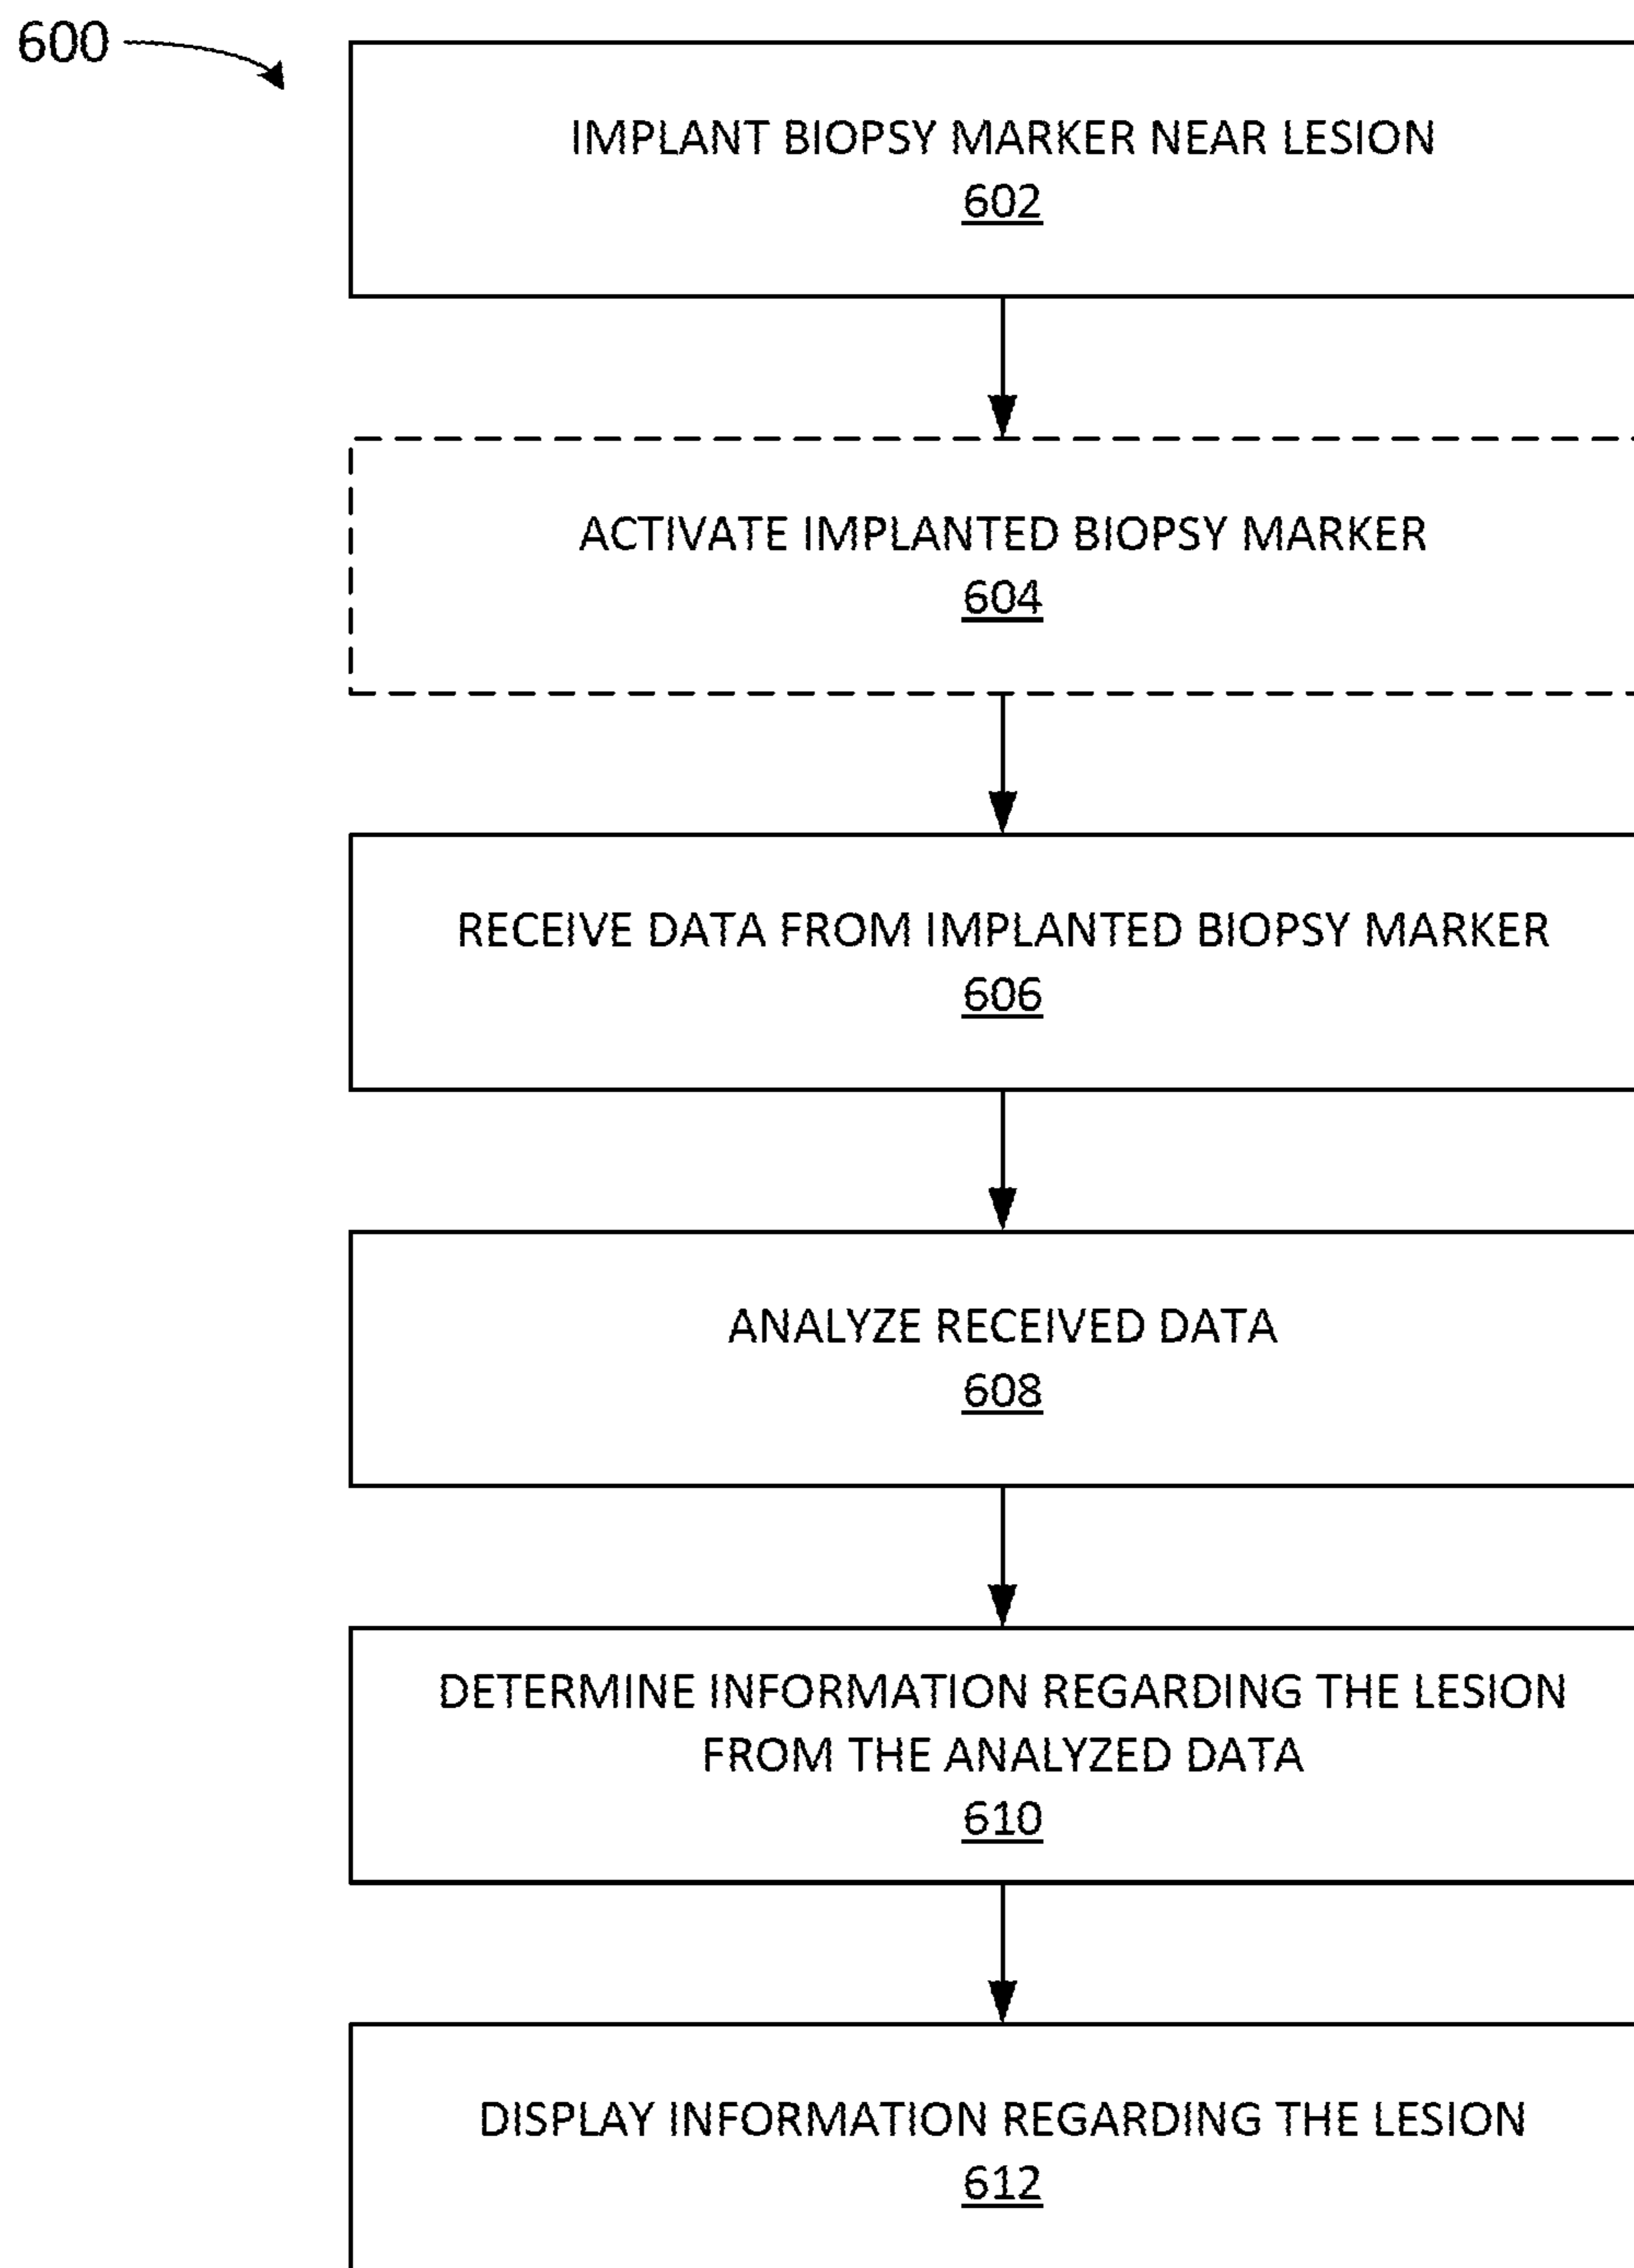 600
IMPLANT BIOPSY MARKER NEAR LESION
602
ACTIVATE IMPLANTED BIOPSY MARKER
604
RECEIVE DATA FROM IMPLANTED BIOPSY MARKER
606
ANALYZE RECEIVED DATA
608
DETERMINE INFORMATION REGARDING THE LESION
FROM THE ANALYZED DATA
610
DISPLAY INFORMATION REGARDING THE LESION
612